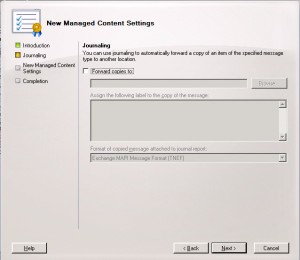 New Managed Content Settings
Introduction
Journaling
New Managed Content
Settings
Completion
Journaling
You can use journaling to automatically forward a copy of an item of the specified message
type to another location.
Forward copies to:
Browse...
Assign the following label to the copy of the message:
Format of copied message attached to journal report:
Exchange MAPI Message Format (TNEF)
Help
< Back
Next >
Cancel